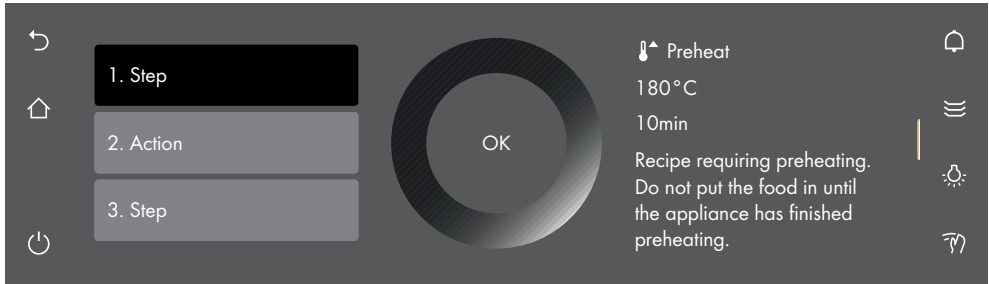 1. Step
2. Action
3. Step
OK
Preheat
180°C
10min
Recipe requiring preheating.
Do not put the food in until
the appliance has finished
preheating.